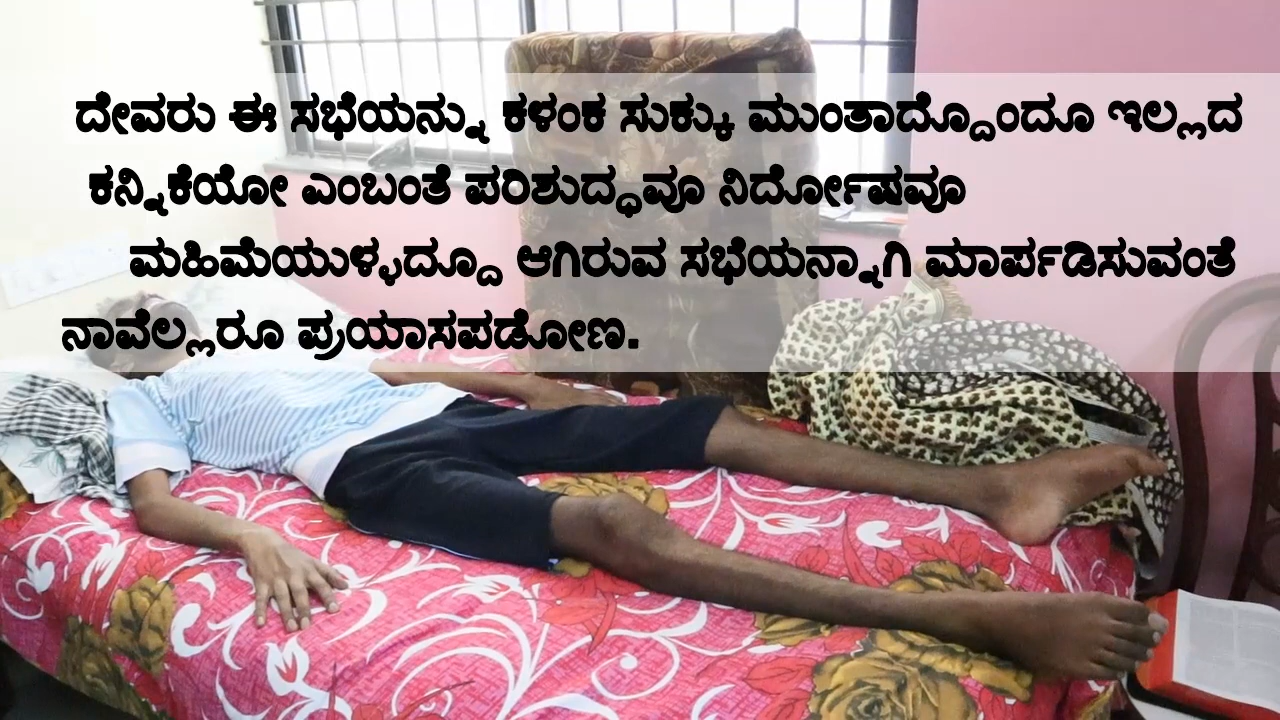 ದೇವರು ಈ ಸಭೆಯನ್ನು ಕಳಂಕ ಸುಕ್ಕು ಮುಂತಾದ್ದೊಂದೂ ಇಲ್ಲದ
ಕನ್ನಿಕೆಯೋ ಎಂಬಂತೆ ಪರಿಶುದ್ಧವೂ ನಿರ್ದೋಷವೂ
ಮಹಿಮೆಯುಳ್ಳದ್ದೂ ಆಗಿರುವ ಸಭೆಯನ್ನಾಗಿ ಮಾರ್ಪಡಿಸುವಂತೆ
ನಾವೆಲ್ಲರೂ ಪ್ರಯಾಸಪಡೋಣ.